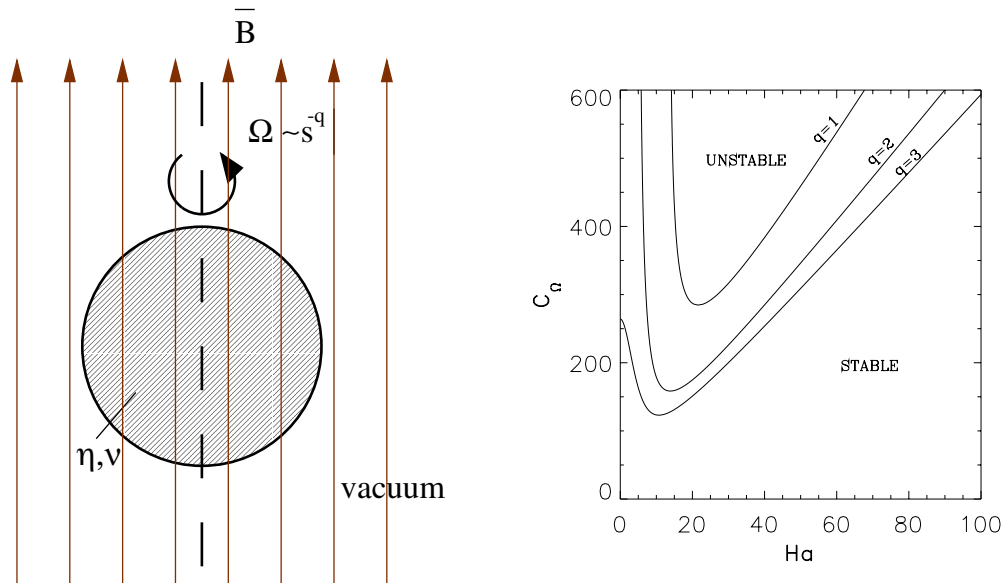 B̅
Ω ~s⁻q
η,ν
vacuum
600
400
200
0
C_Ω
q=1
q=2
q=3
UNSTABLE
STABLE
0 20 40 60 80 100
Ha